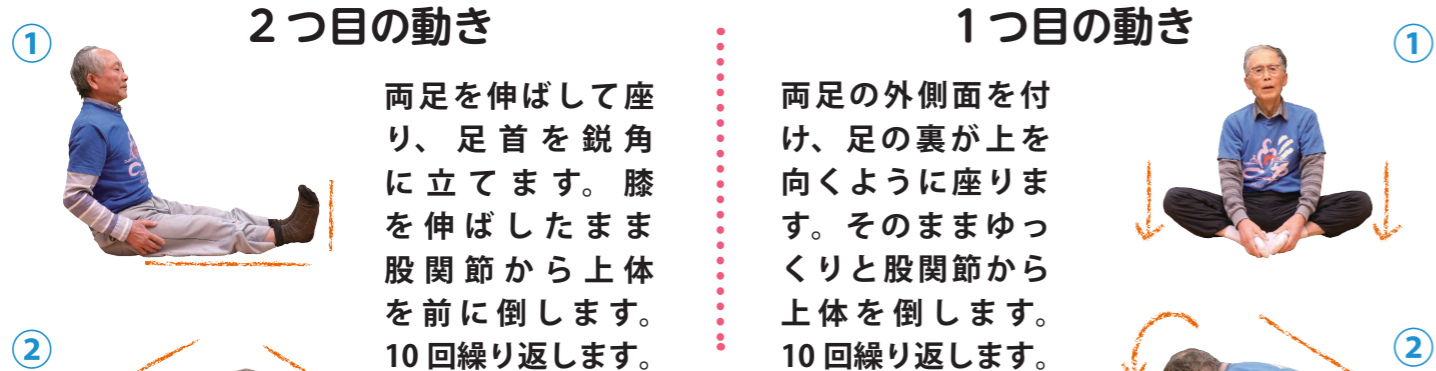 1つ目の動き
①
両足の外側面を付
け、足の裏が上を
向くように座りま
す。そのままゆっ
くりと股関節から
上体を倒します。
10回繰り返します。
②
2つ目の動き
①
両足を伸ばして座
り、足首を鋭角
に立てます。膝
を伸ばしたまま
股関節から上体
を前に倒します。
10回繰り返します。
②